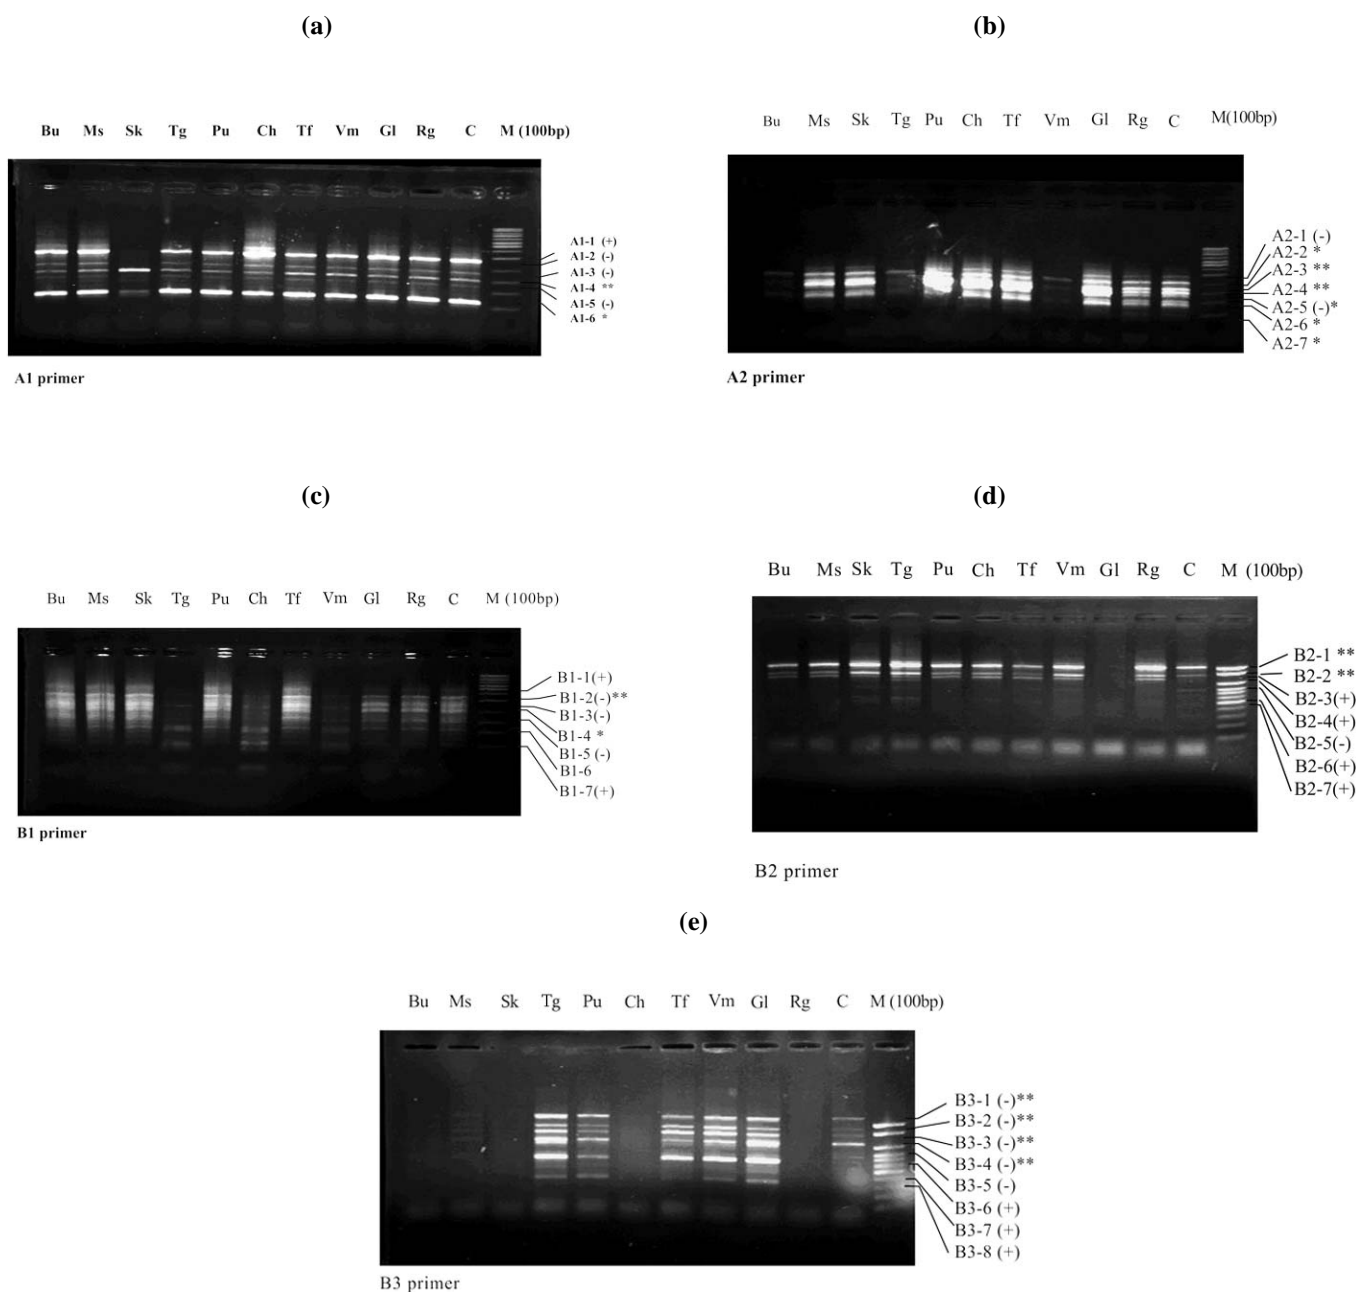 (a)
Bu Ms Sk Tg Pu Ch Tf Vm Gl Rg C M (100bp)
A1-1 (+)
A1-2 (-)
A1-3 (-)
A1-4 **
A1-5 (-)
A1-6 *
A1 primer
(b)
Bu Ms Sk Tg Pu Ch Tf Vm Gl Rg C M(100bp)
A2-1 (-)
A2-2 *
A2-3 **
A2-4 **
A2-5 (-)*
A2-6 *
A2-7 *
A2 primer
(c)
Bu Ms Sk Tg Pu Ch Tf Vm Gl Rg C M (100bp)
B1-1(+)
B1-2(-)**
B1-3(-)
B1-4 *
B1-5 (-)
B1-6
B1-7(+)
B1 primer
(d)
Bu Ms Sk Tg Pu Ch Tf Vm Gl Rg C M (100bp)
B2-1 **
B2-2 **
B2-3(+)
B2-4(+)
B2-5(-)
B2-6(+)
B2-7(+)
B2 primer
(e)
Bu Ms Sk Tg Pu Ch Tf Vm Gl Rg C M (100bp)
B3-1 (-)**
B3-2 (-)**
B3-3 (-)**
B3-4 (-)**
B3-5 (-)
B3-6 (+)
B3-7 (+)
B3-8 (+)
B3 primer